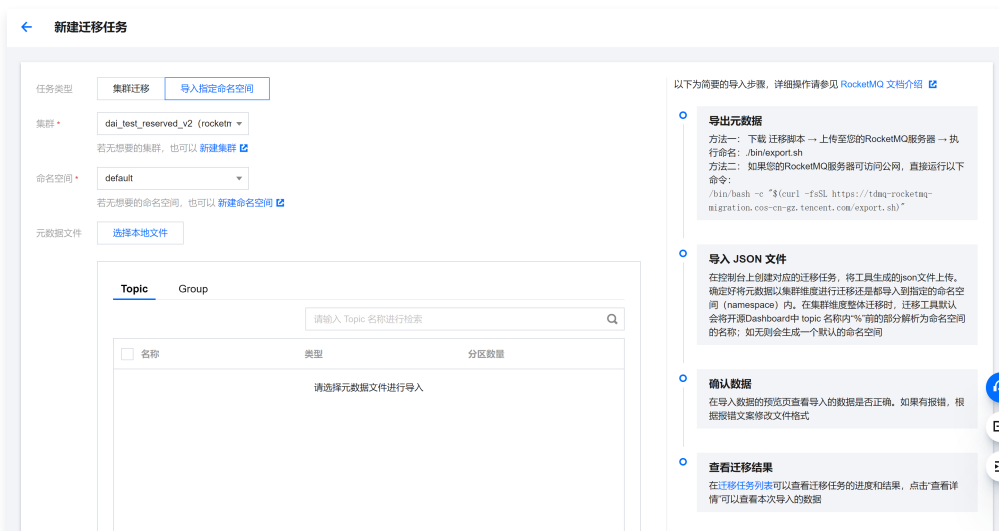 新建迁移任务
任务类型
集群迁移
导入指定命名空间
集群 *
dai_test_reserved_v2（rocketm
若无想要的集群，也可以 新建集群
命名空间 *
default
若无想要的命名空间，也可以 新建命名空间
元数据文件
选择本地文件
Topic
Group
请输入 Topic 名称进行检索
名称
类型
分区数量
请选择元数据文件进行导入
以下为简要的导入步骤，详细操作请参见 RocketMQ 文档介绍
导出元数据
方法一： 下载 迁移脚本 → 上传至您的RocketMQ服务器 → 执
行命名：./bin/export.sh
方法二： 如果您的RocketMQ服务器可访问公网，直接运行以下
命令：
/bin/bash -c "$(curl -fsSL https://tdmq-rocketmq-
migration.cos-cn-gz.tencent.com/export.sh)"
导入 JSON 文件
在控制台上创建对应的迁移任务，将工具生成的json文件上传。
确定好将元数据以集群维度进行迁移还是都导入到指定的命名空
间（namespace）内。在集群维度整体迁移时，迁移工具默认
会将开源Dashboard中 topic 名称内“%”前的部分解析为命名空间
的名称；如无则会生成一个默认的命名空间
确认数据
在导入数据的预览页查看导入的数据是否正确。如果有报错，根
据报错文案修改文件格式
查看迁移结果
在迁移任务列表可以查看迁移任务的进度和结果，点击“查看详
情”可以查看本次导入的数据